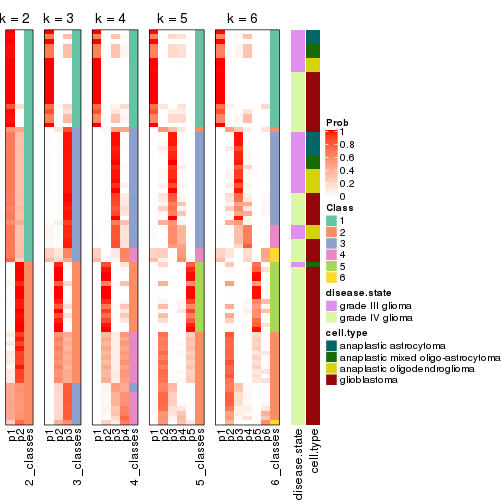 k = 2
k = 3
k = 4
k = 5
k = 6
Prob
1
0.8
0.6
0.4
0.2
0
Class
1
2
3
4
5
6
disease.state
grade III glioma
grade IV glioma
cell.type
anaplastic astrocytoma
anaplastic mixed oligo-astrocytoma
anaplastic oligodendroglioma
glioblastoma
p1
p2
2_classes
p1
p2
p3
3_classes
p1
p2
p3
p4
4_classes
p1
p2
p3
p4
p5
5_classes
p1
p2
p3
p4
p5
p6
6_classes
disease.state
cell.type